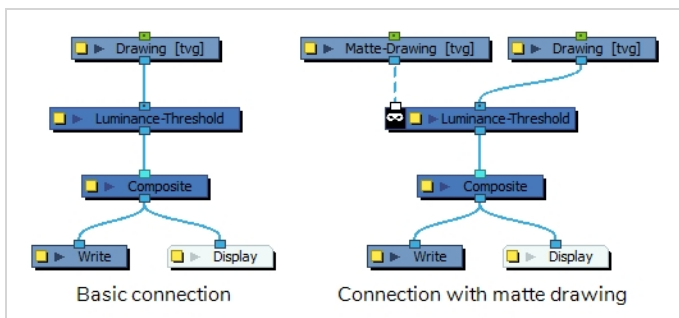 Drawing [tvg]
Luminance-Threshold
Composite
Write
Display
Basic connection
Matte-Drawing [tvg]
Drawing [tvg]
Luminance-Threshold
Composite
Write
Display
Connection with matte drawing